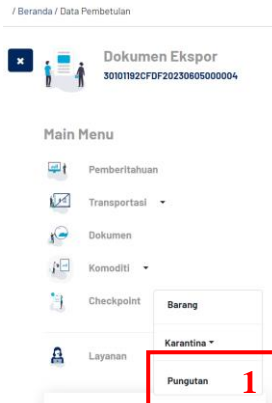 / Beranda / Data Pembetulan
×
Dokumen Ekspor
30101192CFDF20230605000004
Main Menu
Pemberitahuan
Transportasi
Dokumen
Komoditi
Checkpoint
Barang
Karantina
Layanan
Pungutan
1